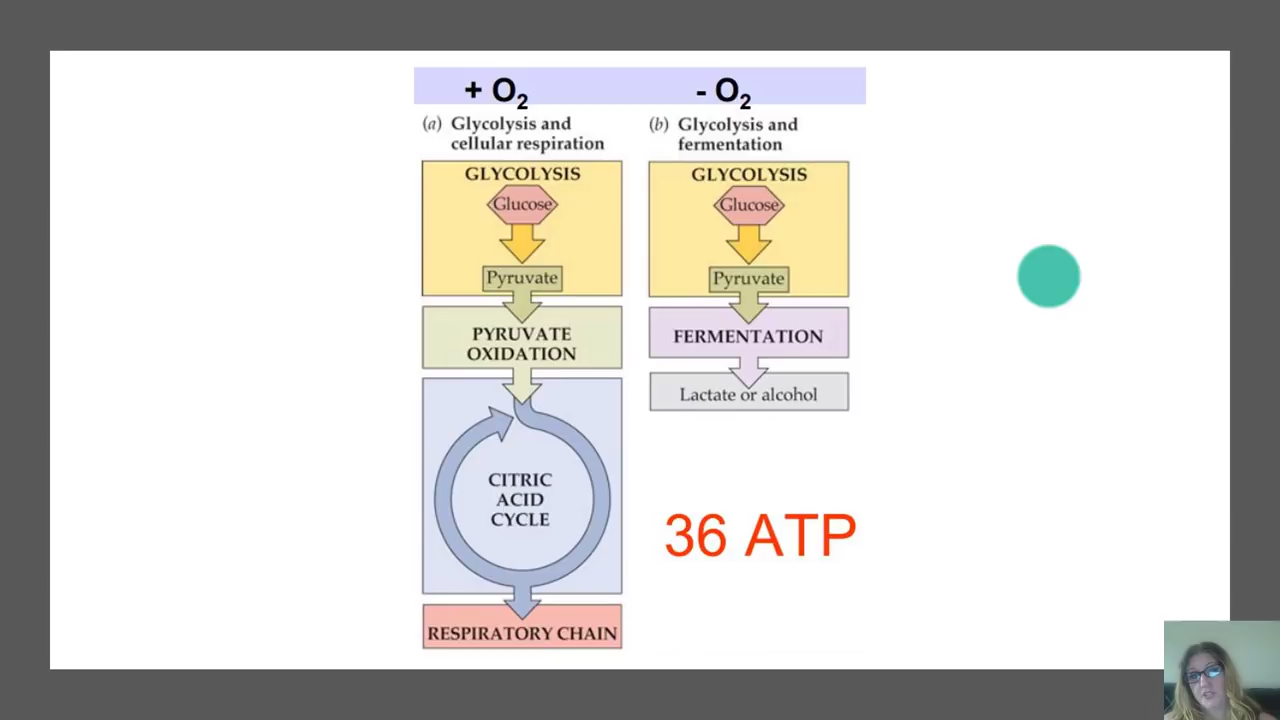 + O2
- O2
(a) Glycolysis and
cellular respiration
GLYCOLYSIS
Glucose
Pyruvate
PYRUVATE
OXIDATION
CITRIC
ACID
CYCLE
RESPIRATORY CHAIN
(b) Glycolysis and
fermentation
GLYCOLYSIS
Glucose
Pyruvate
FERMENTATION
Lactate or alcohol
36 ATP